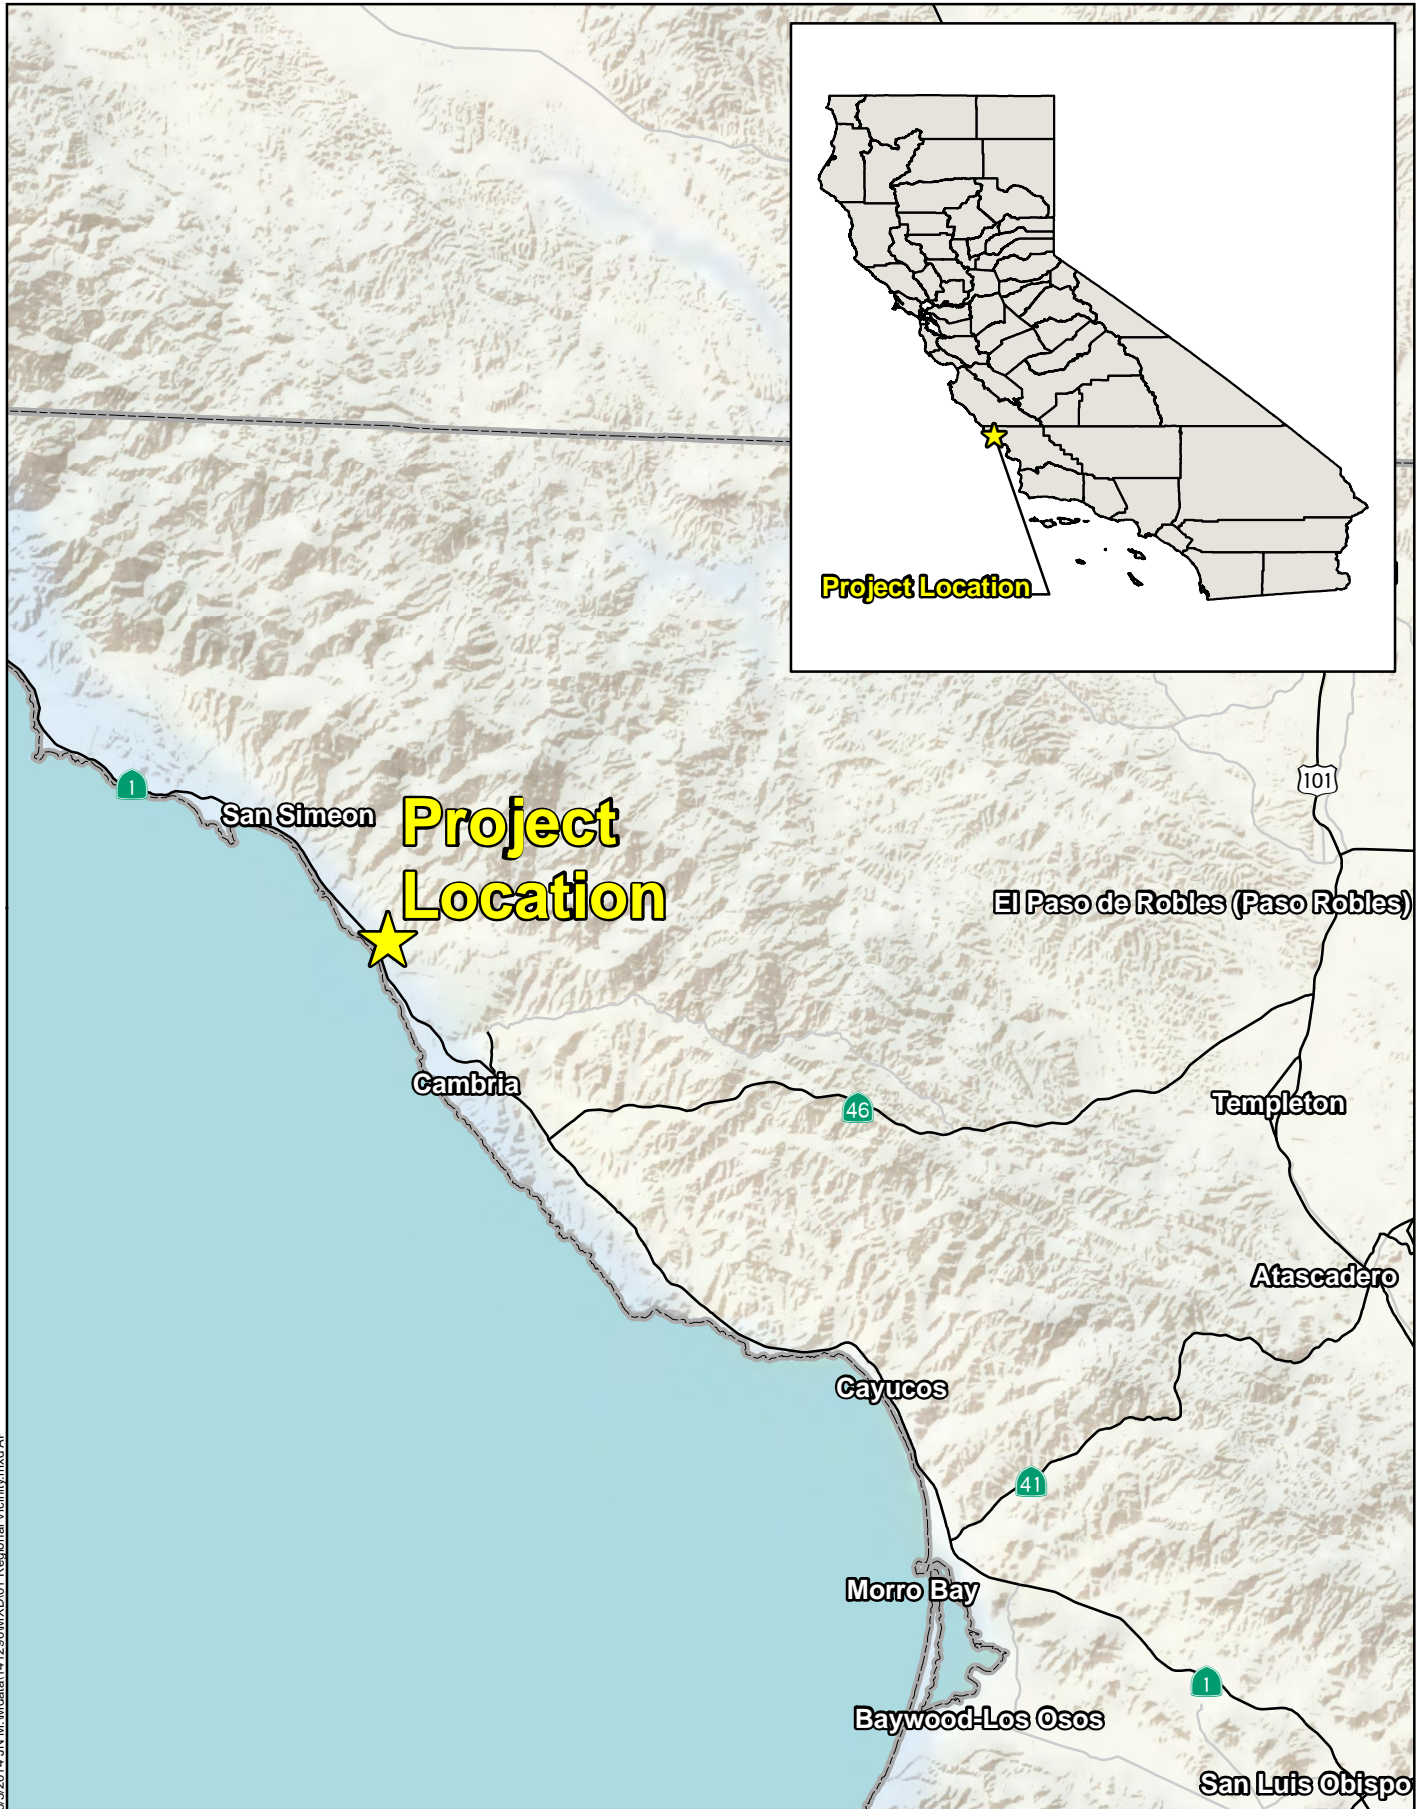 Project Location
1
San Simeon
Project
Location
101
El Paso de Robles (Paso Robles)
Cambria
46
Templeton
Atascadero
Cayucos
41
Morro Bay
1
Baywood-Los Osos
San Luis Obispo